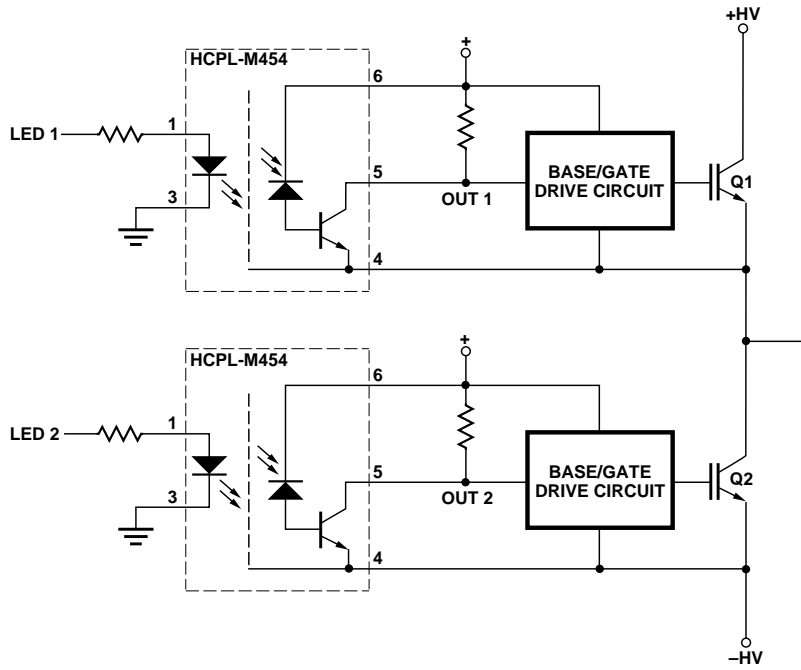 +HV
HCPL-M454
+
6
LED 1
1
BASE/GATE
DRIVE CIRCUIT
Q1
3
5
OUT 1
4
HCPL-M454
+
6
LED 2
1
BASE/GATE
DRIVE CIRCUIT
Q2
3
5
OUT 2
4
–HV